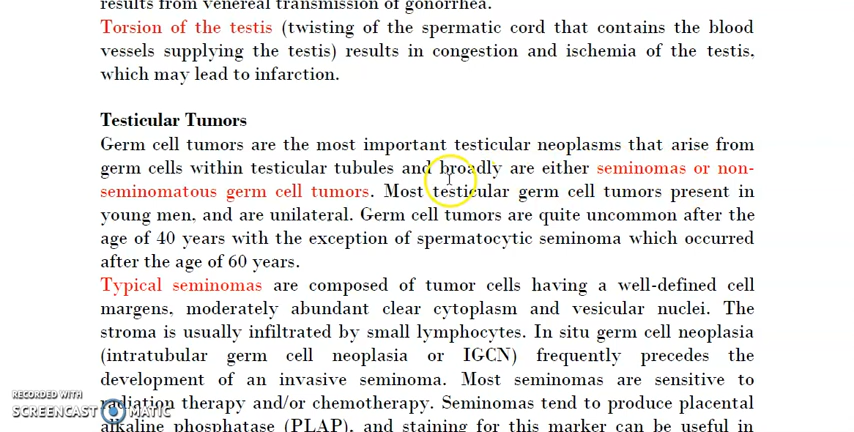 results from venereal transmission of gonorrhea.
Torsion of the testis (twisting of the spermatic cord that contains the blood
vessels supplying the testis) results in congestion and ischemia of the testis,
which may lead to infarction.
Testicular Tumors
Germ cell tumors are the most important testicular neoplasms that arise from
germ cells within testicular tubules and broadly are either seminomas or non-
seminomatous germ cell tumors. Most testicular germ cell tumors present in
young men, and are unilateral. Germ cell tumors are quite uncommon after the
age of 40 years with the exception of spermatocytic seminoma which occurred
after the age of 60 years.
Typical seminomas are composed of tumor cells having a well-defined cell
margens, moderately abundant clear cytoplasm and vesicular nuclei. The
stroma is usually infiltrated by small lymphocytes. In situ germ cell neoplasia
(intratubular germ cell neoplasia or IGCN) frequently precedes the
development of an invasive seminoma. Most seminomas are sensitive to
radiation therapy and/or chemotherapy. Seminomas tend to produce placental
alkaline phosphatase (PLAP), and staining for this marker can be useful in
RECORDED WITH
SCREENCAST MATIC